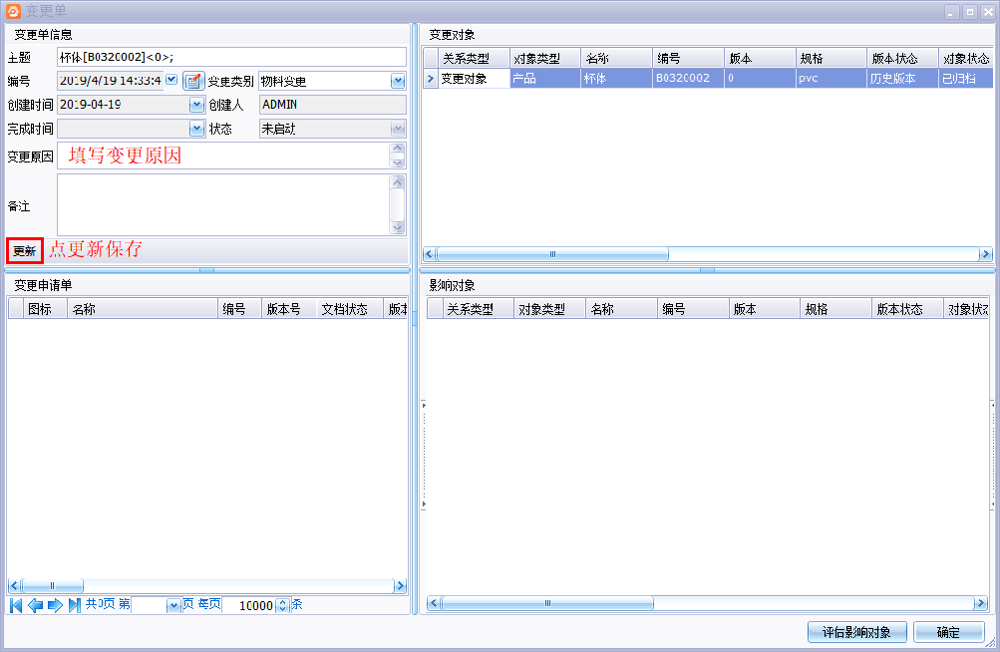 变更单
变更单信息
主题 杯体[B0320002]<0>;
编号 2019/4/19 14:33:4 变更类别 物料变更
创建时间 2019-04-19 创建人 ADMIN
完成时间 状态 未启动
变更原因 填写变更原因
备注
更新 点更新保存
变更对象
关系类型 对象类型 名称 编号 版本 规格 版本状态 对象状态
变更对象 产品 杯体 B0320002 0 pvc 历史版本 已归档
变更申请单
图标 名称 编号 版本号 文档状态 版本
共0页 第 页 每页 10000 条
影响对象
关系类型 对象类型 名称 编号 版本 规格 版本状态 对象状态
评估影响对象 确定